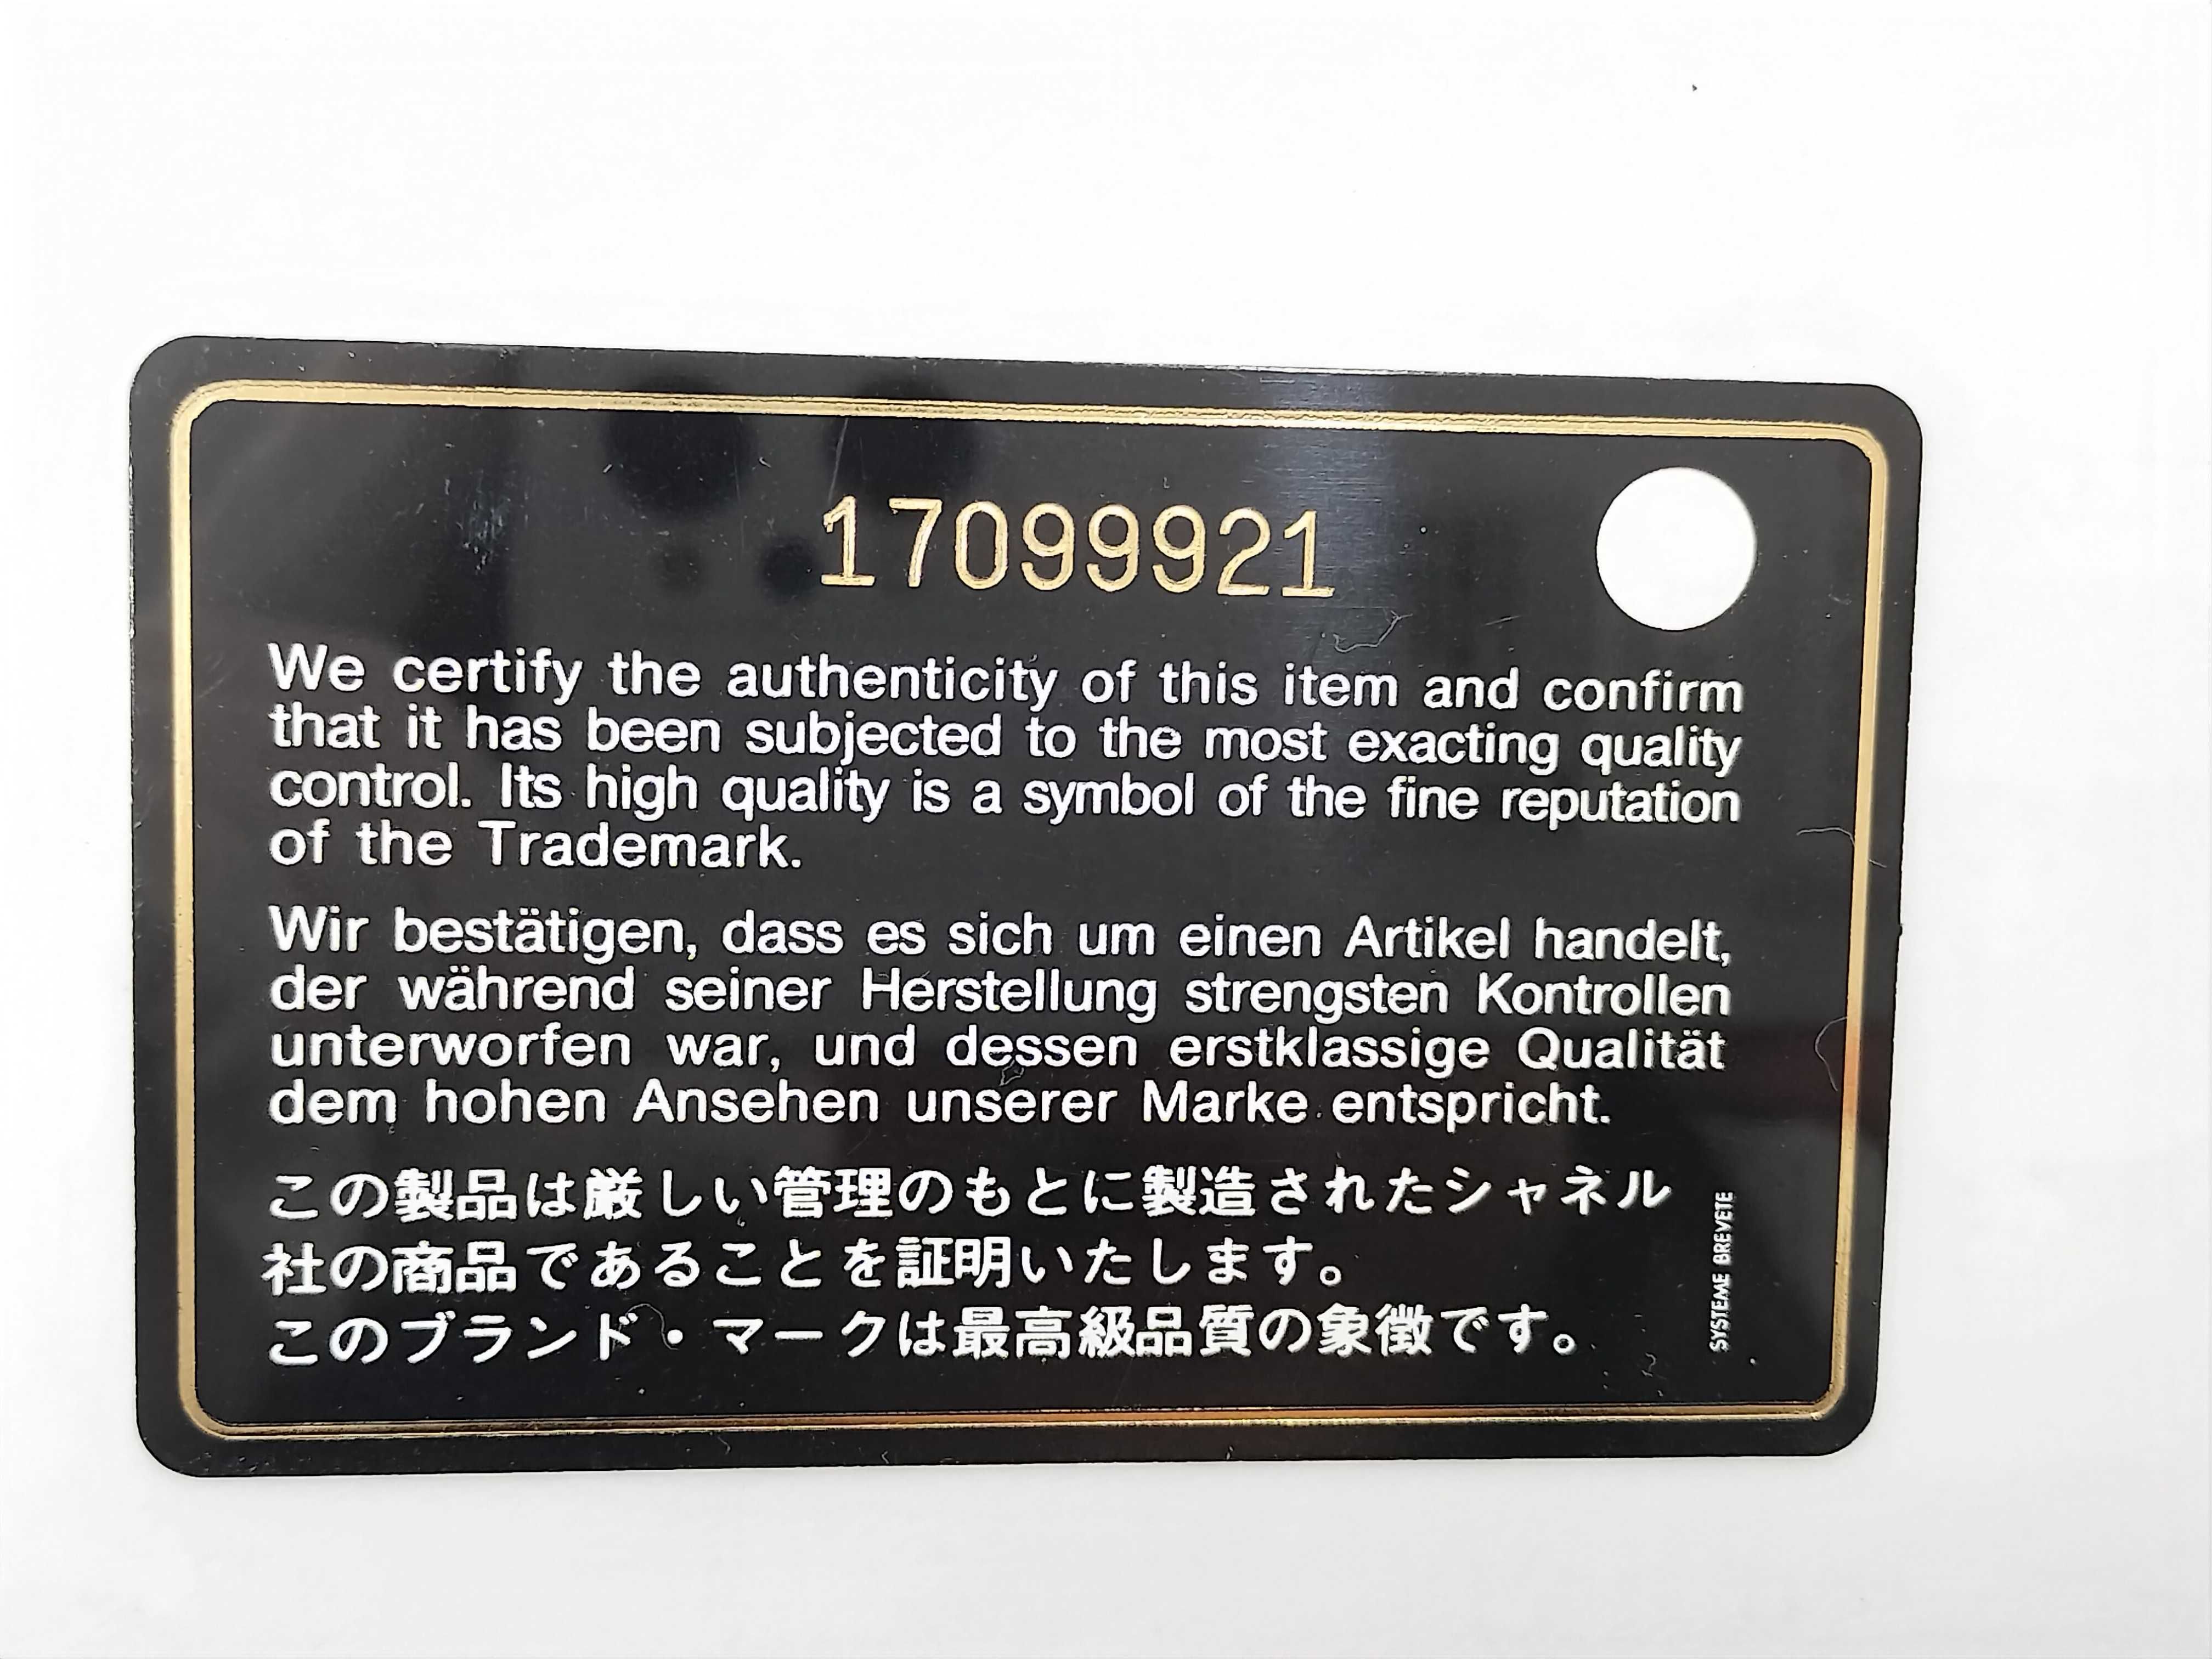 17099921
We certify the authenticity of this item and confirm
that it has been subjected to the most exacting quality
control. Its high quality is a symbol of the fine reputation
of the Trademark.
Wir bestätigen, dass es sich um einen Artikel handelt,
der während seiner Herstellung strengsten Kontrollen
unterworfen war, und dessen erstklassige Qualität
dem hohen Ansehen unserer Marke entspricht.
この製品は厳しい管理のもとに製造されたシャネル
社の商品であることを証明いたします。
このブランド・マークは最高級品質の象徴です。
SYSTEME BREVETE